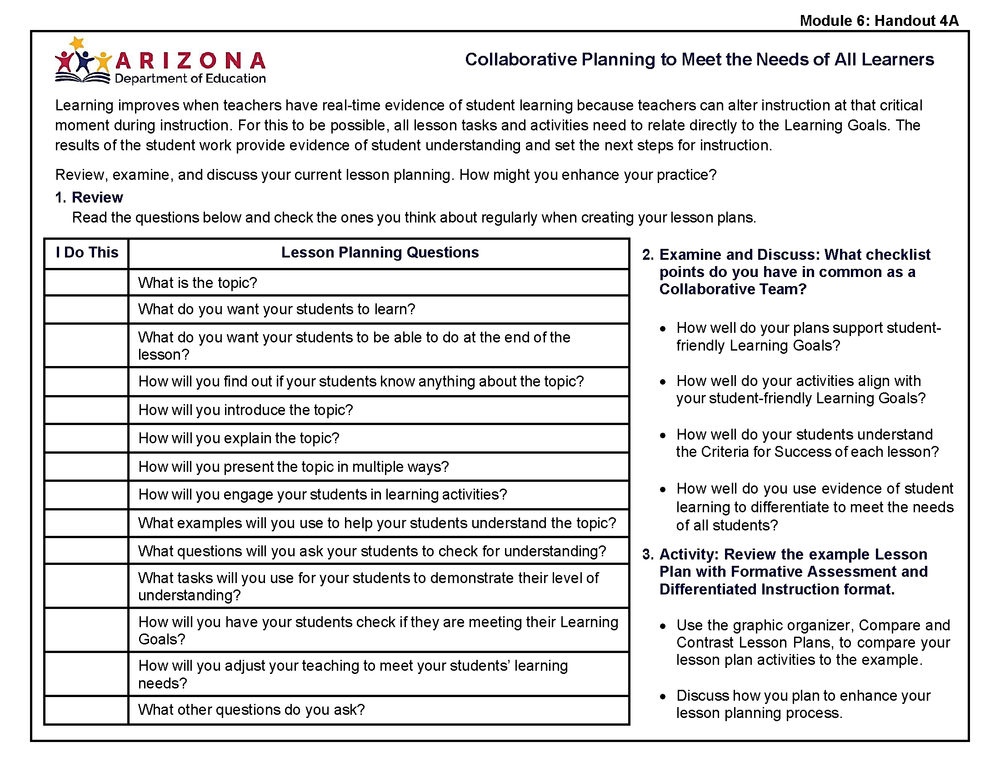 Module 6: Handout 4A
ARIZONA
Department of Education
Collaborative Planning to Meet the Needs of All Learners
Learning improves when teachers have real-time evidence of student learning because teachers can alter instruction at that critical
moment during instruction. For this to be possible, all lesson tasks and activities need to relate directly to the Learning Goals. The
results of the student work provide evidence of student understanding and set the next steps for instruction.
Review, examine, and discuss your current lesson planning. How might you enhance your practice?
1. Review
Read the questions below and check the ones you think about regularly when creating your lesson plans.
I Do This
Lesson Planning Questions
What is the topic?
What do you want your students to learn?
What do you want your students to be able to do at the end of the
lesson?
How will you find out if your students know anything about the topic?
How will you introduce the topic?
How will you explain the topic?
How will you present the topic in multiple ways?
How will you engage your students in learning activities?
What examples will you use to help your students understand the topic?
What questions will you ask your students to check for understanding?
What tasks will you use for your students to demonstrate their level of
understanding?
How will you have your students check if they are meeting their Learning
Goals?
How will you adjust your teaching to meet your students’ learning
needs?
What other questions do you ask?
2. Examine and Discuss: What checklist
points do you have in common as a
Collaborative Team?
• How well do your plans support student-
friendly Learning Goals?
• How well do your activities align with
your student-friendly Learning Goals?
• How well do your students understand
the Criteria for Success of each lesson?
• How well do you use evidence of student
learning to differentiate to meet the needs
of all students?
3. Activity: Review the example Lesson
Plan with Formative Assessment and
Differentiated Instruction format.
• Use the graphic organizer, Compare and
Contrast Lesson Plans, to compare your
lesson plan activities to the example.
• Discuss how you plan to enhance your
lesson planning process.